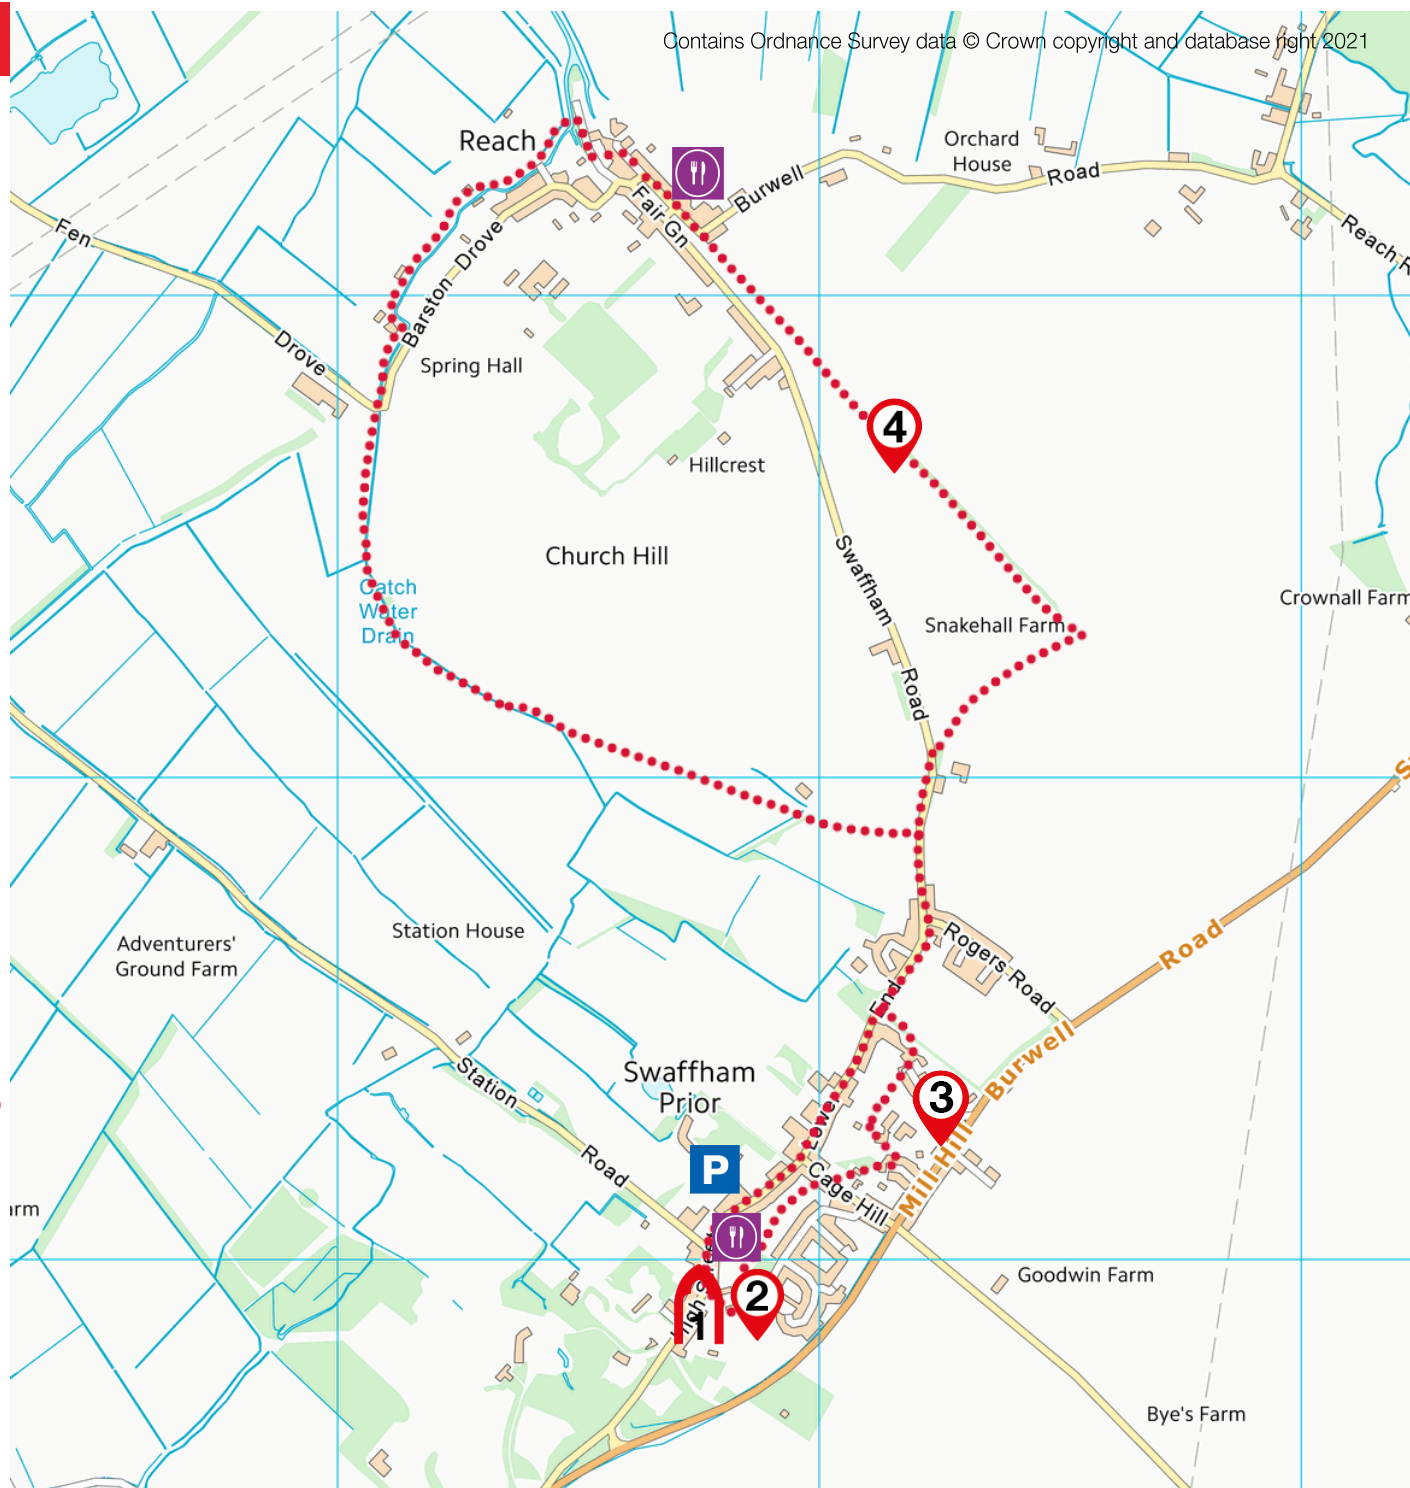 Contains Ordnance Survey data © Crown copyright and database right 2021
Reach
Orchard
House
Burwell
Road
Fair Gn
Reach R
Fen
Drove
Barston Drove
Spring Hall
4
Hillcrest
Church Hill
Swaffham
Road
Catch
Water
Drain
Snakehall Farm
Crownall Farm
S
Adventurers'
Ground Farm
Station House
Rogers Road
Burwell
Road
End
Lower
Swaffham
Prior
Station
Road
3
Mill Hill
P
Cage Hill
arm
High Street
1
2
Goodwin Farm
Bye's Farm